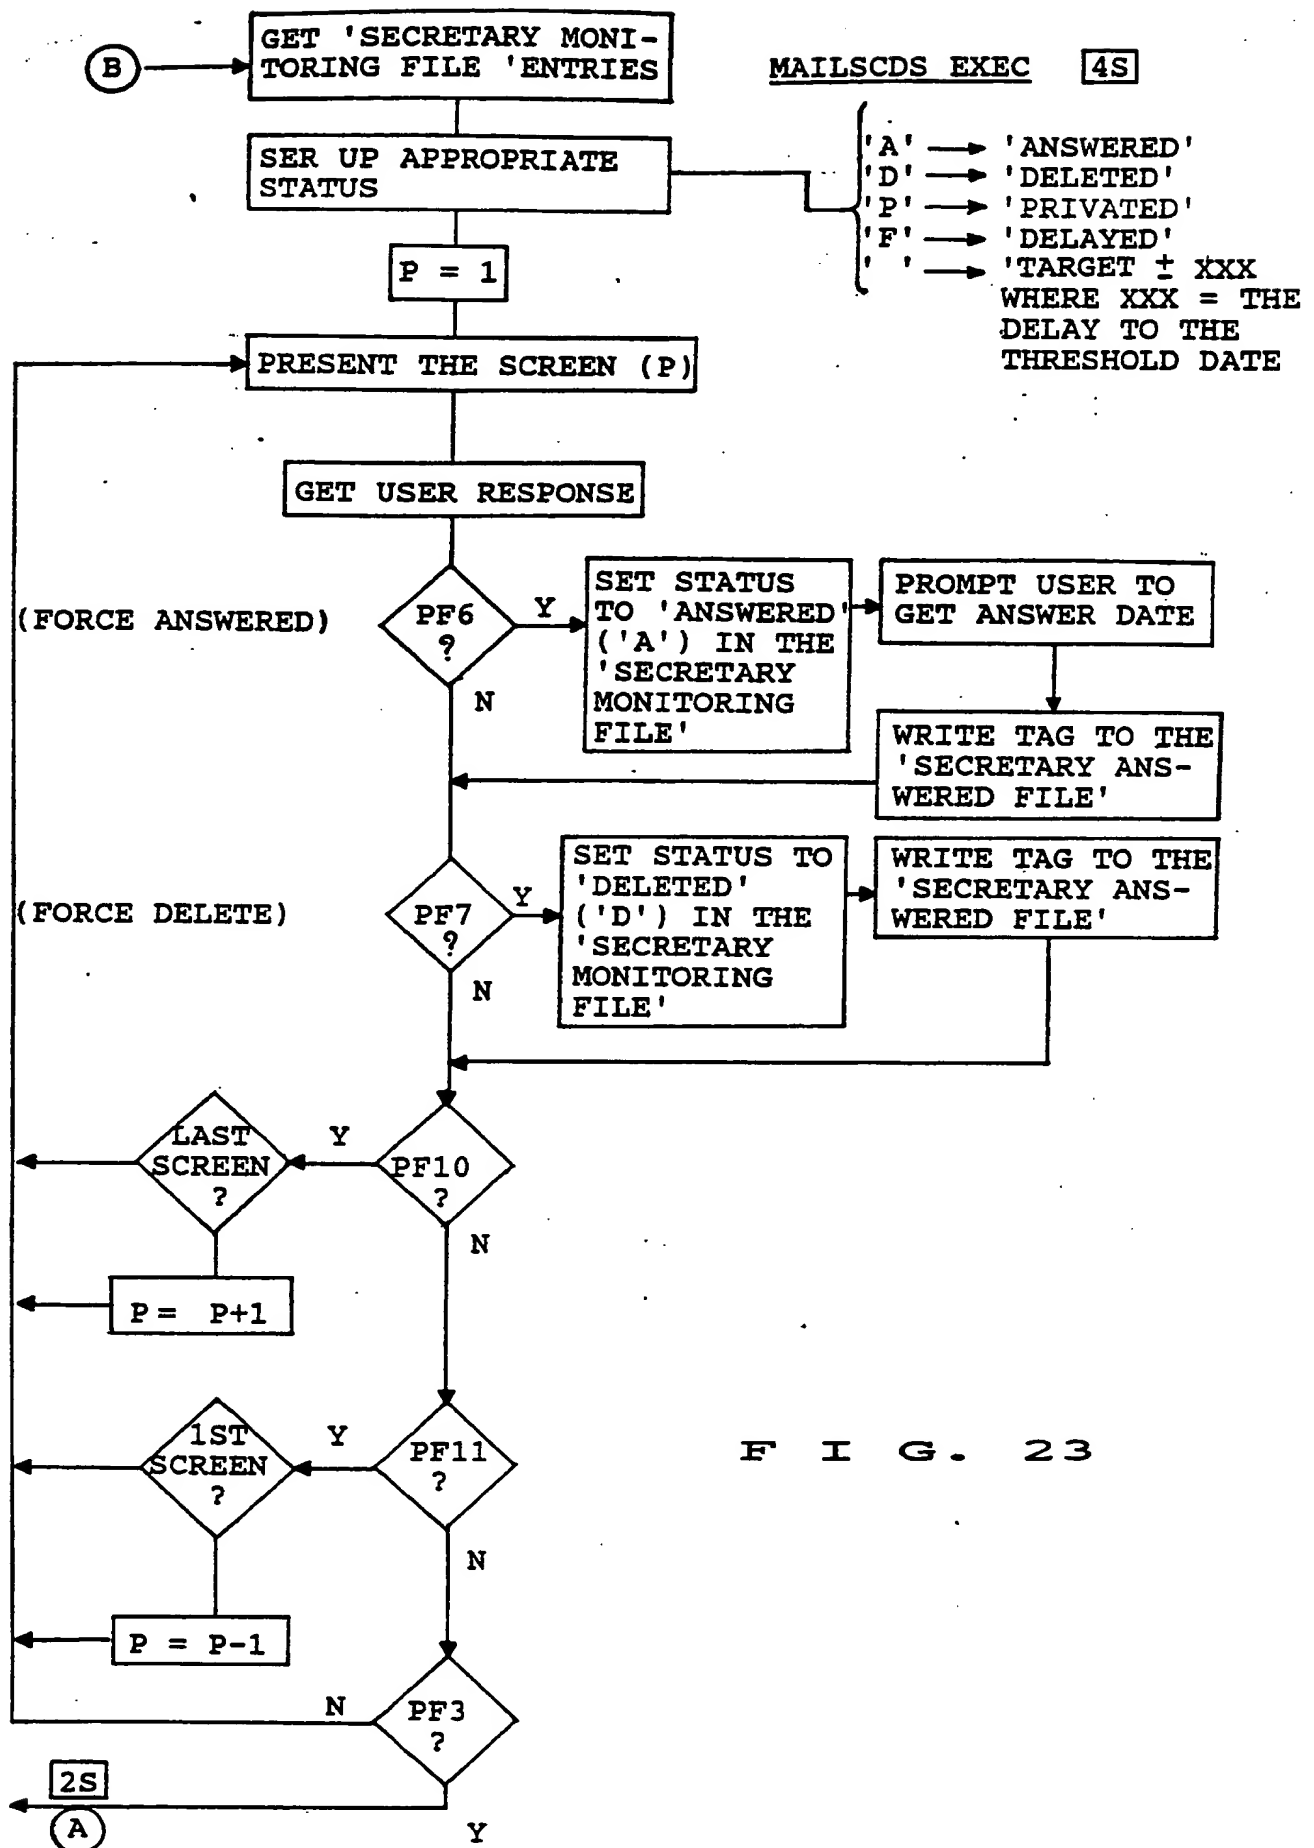 B
GET 'SECRETARY MONI-
TORING FILE 'ENTRIES
MAILSCDS EXEC 4S
SER UP APPROPRIATE
STATUS
'A' → 'ANSWERED'
'D' → 'DELETED'
'P' → 'PRIVATED'
'F' → 'DELAYED'
' ' → 'TARGET ± XXX
WHERE XXX = THE
DELAY TO THE
THRESHOLD DATE
P = 1
PRESENT THE SCREEN (P)
GET USER RESPONSE
(FORCE ANSWERED)
PF6
?
Y
N
SET STATUS
TO 'ANSWERED'
('A') IN THE
'SECRETARY
MONITORING
FILE'
PROMPT USER TO
GET ANSWER DATE
WRITE TAG TO THE
'SECRETARY ANS-
WERED FILE'
(FORCE DELETE)
PF7
?
Y
N
SET STATUS TO
'DELETED'
('D') IN THE
'SECRETARY
MONITORING
FILE'
WRITE TAG TO THE
'SECRETARY ANS-
WERED FILE'
PF10
?
Y
N
LAST
SCREEN
?
P = P+1
PF11
?
Y
N
1ST
SCREEN
?
P = P-1
FIG. 23
PF3
?
N
Y
2S
A